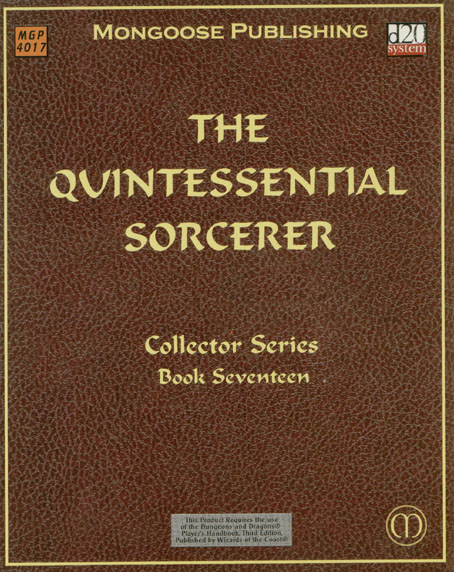 MGP
4017
MONGOOSE PUBLISHING
d20
system
THE
QUINTESSENTIAL
SORCERER
Collector Series
Book Seventeen
This Product Requires the use
of the Dungeons and Dragons®
Player's Handbook, Third Edition,
Published by Wizards of the Coast®
m